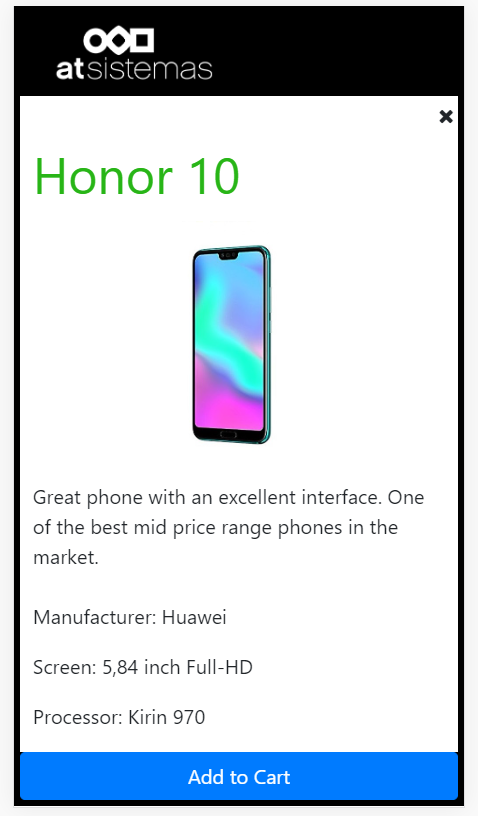 atsistemas
Honor 10
Great phone with an excellent interface. One
of the best mid price range phones in the
market.
Manufacturer: Huawei
Screen: 5,84 inch Full-HD
Processor: Kirin 970
Add to Cart